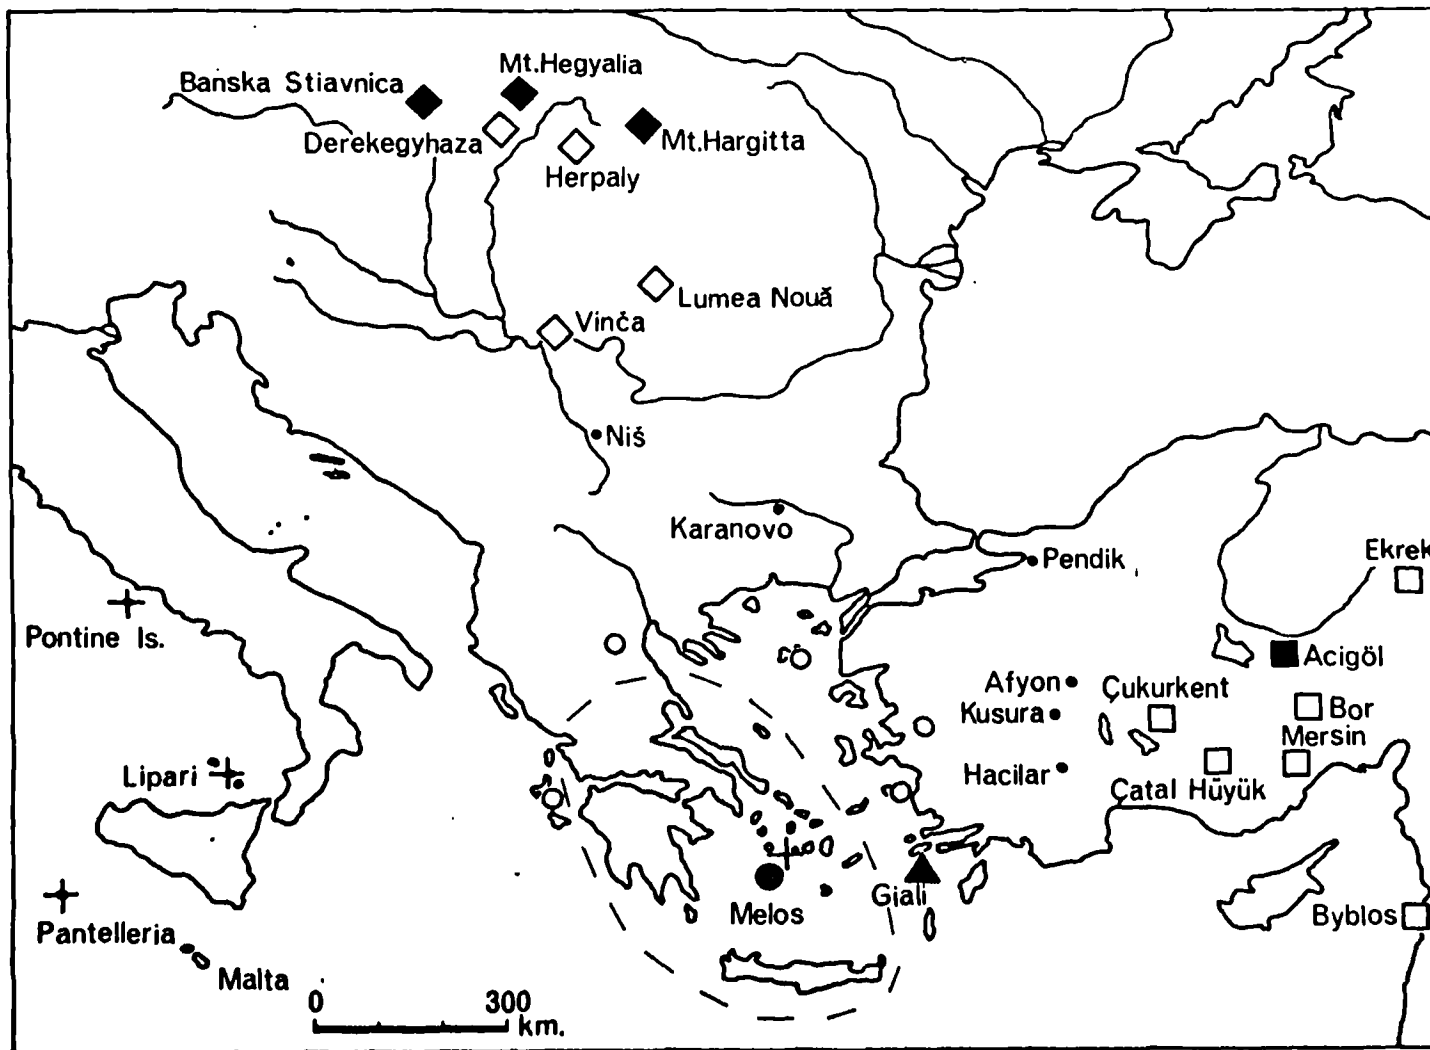 Mt.Hegyalia
Banska Stiavnica
Derekegyhaza
Mt.Hargitta
Herpaly
Lumea Nouă
Vinča
Niš
Karanovo
Pendik
Ekrek
Pontine Is.
Acigöl
Afyon
Çukurkent
Kusura
Bor
Mersin
Lipari
Hacilar
Çatal Hüyük
Giali
Melos
Byblos
Pantelleria
Malta
0 300
km.